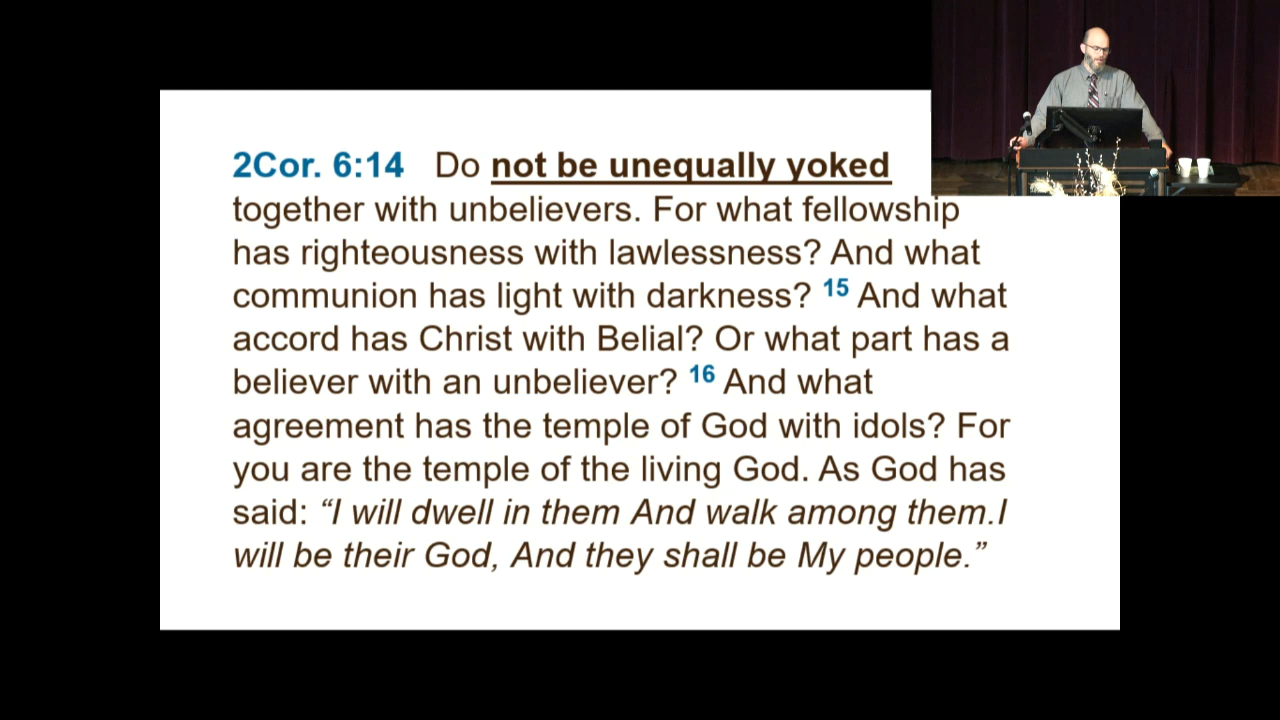 2Cor. 6:14 Do not be unequally yoked
together with unbelievers. For what fellowship
has righteousness with lawlessness? And what
communion has light with darkness? 15 And what
accord has Christ with Belial? Or what part has a
believer with an unbeliever? 16 And what
agreement has the temple of God with idols? For
you are the temple of the living God. As God has
said: “I will dwell in them And walk among them.I
will be their God, And they shall be My people.”